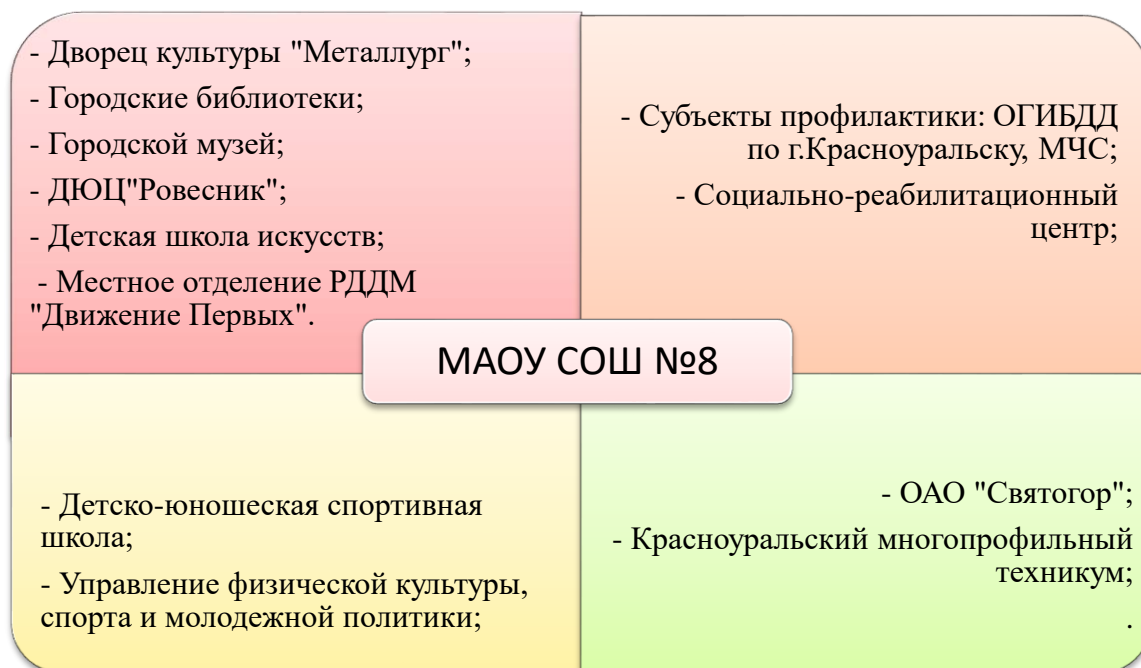 - Дворец культуры "Металлург";
- Городские библиотеки;
- Городской музей;
- ДЮЦ"Ровесник";
- Детская школа искусств;
- Местное отделение РДДМ
"Движение Первых".
- Субъекты профилактики: ОГИБДД
по г.Красноуральску, МЧС;
- Социально-реабилитационный
центр;
МАОУ СОШ №8
- Детско-юношеская спортивная
школа;
- Управление физической культуры,
спорта и молодежной политики;
- ОАО "Святогор";
- Красноуральский многопрофильный
техникум;
.